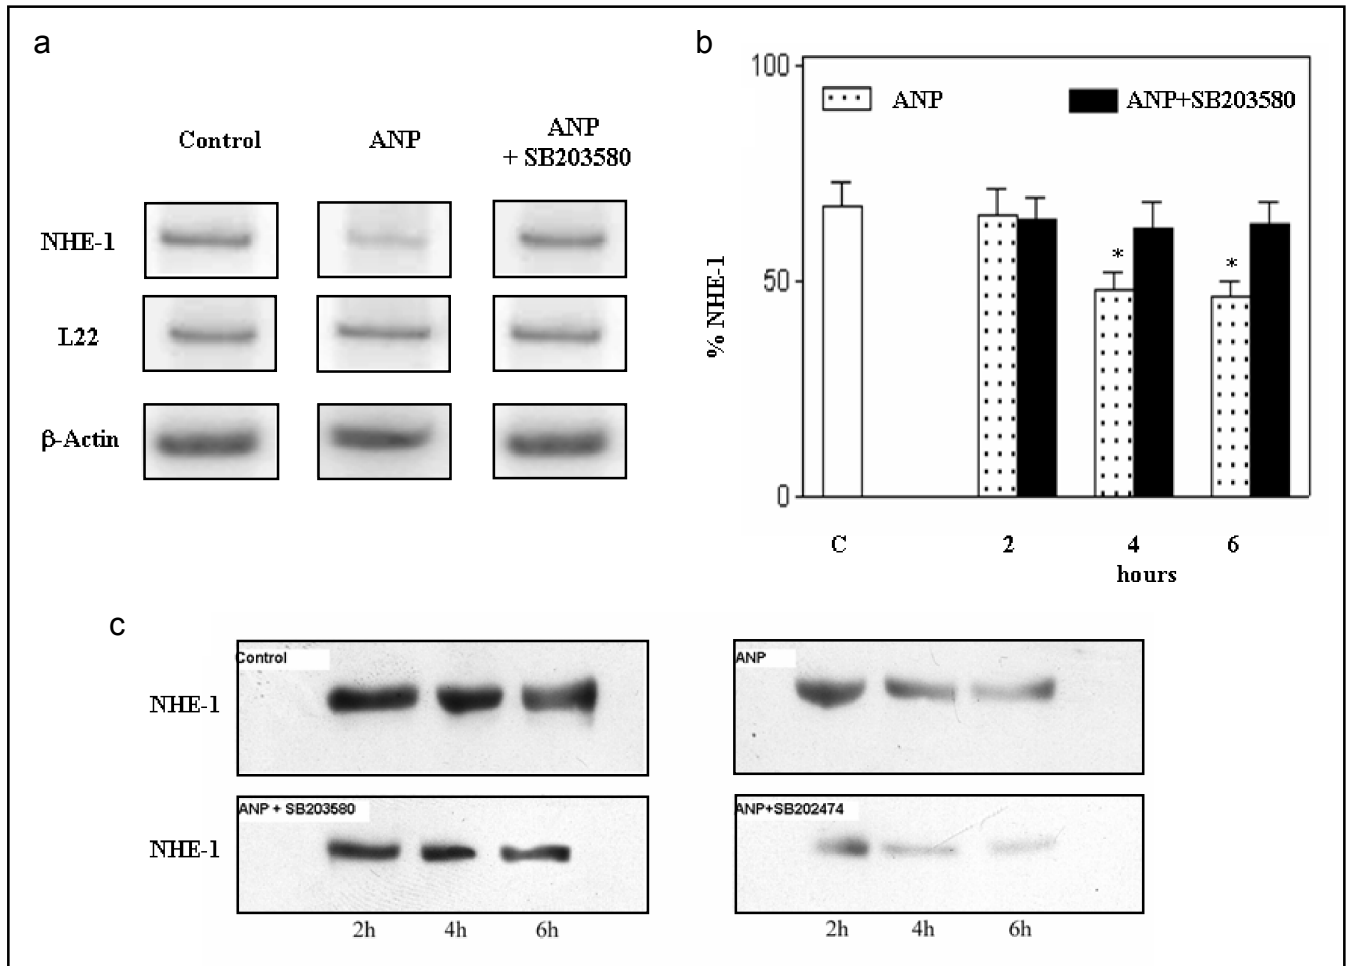 a
Control
ANP
ANP
+ SB203580
NHE-1
L22
β-Actin
b
100
50
0
% NHE-1
ANP
ANP+SB203580
*
*
C
2
4
6
hours
c
Control
NHE-1
ANP
ANP + SB203580
NHE-1
ANP+SB202474
2h
4h
6h
2h
4h
6h